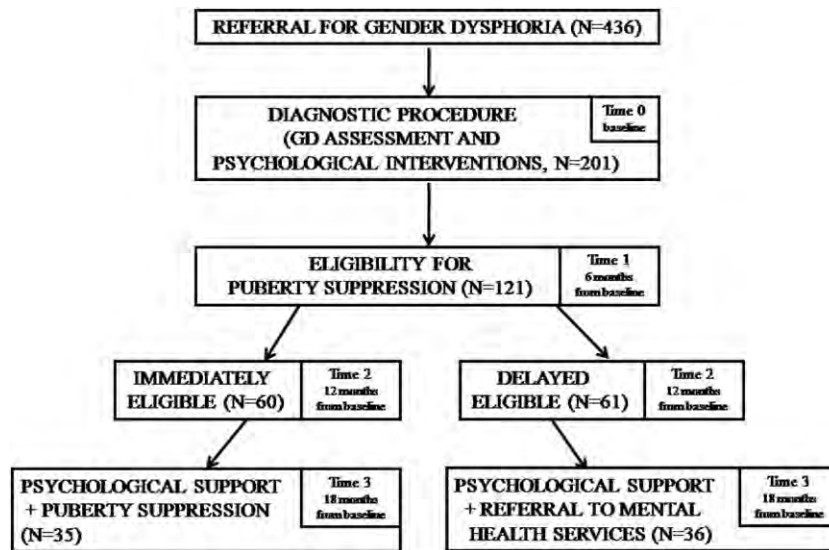 REFERRAL FOR GENDER DYSPHORIA (N=436)
DIAGNOSTIC PROCEDURE
(GD ASSESSMENT AND
PSYCHOLOGICAL INTERVENTIONS, N=201)
Time 0
baseline
ELIGIBILITY FOR
PUBERTY SUPPRESSION (N=121)
Time 1
6 months
from baseline
IMMEDIATELY
ELIGIBLE (N=60)
Time 2
12 months
from baseline
DELAYED
ELIGIBLE (N=61)
Time 2
12 months
from baseline
PSYCHOLOGICAL SUPPORT
+ PUBERTY SUPPRESSION
(N=35)
Time 3
18 months
from baseline
PSYCHOLOGICAL SUPPORT
+ REFERRAL TO MENTAL
HEALTH SERVICES (N=36)
Time 3
18 months
from baseline